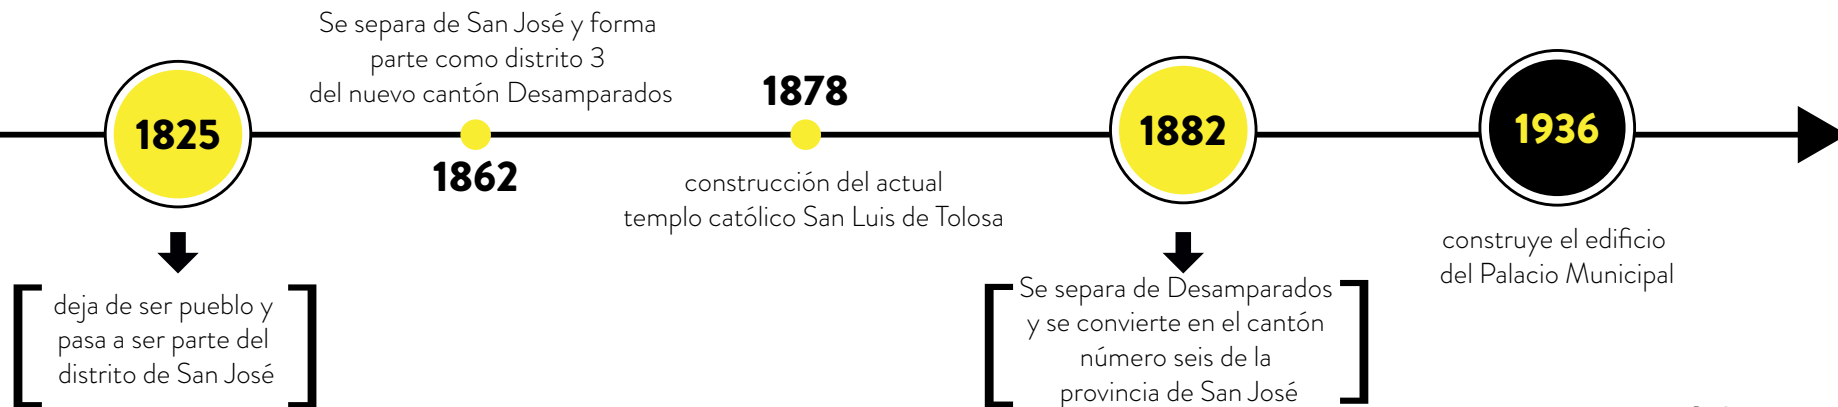 1825
deja de ser pueblo y
pasa a ser parte del
distrito de San José
Se separa de San José y forma
parte como distrito 3
del nuevo cantón Desamparados
1862
1878
construcción del actual
templo católico San Luis de Tolosa
1882
Se separa de Desamparados
y se convierte en el cantón
número seis de la
provincia de San José
1936
construye el edificio
del Palacio Municipal